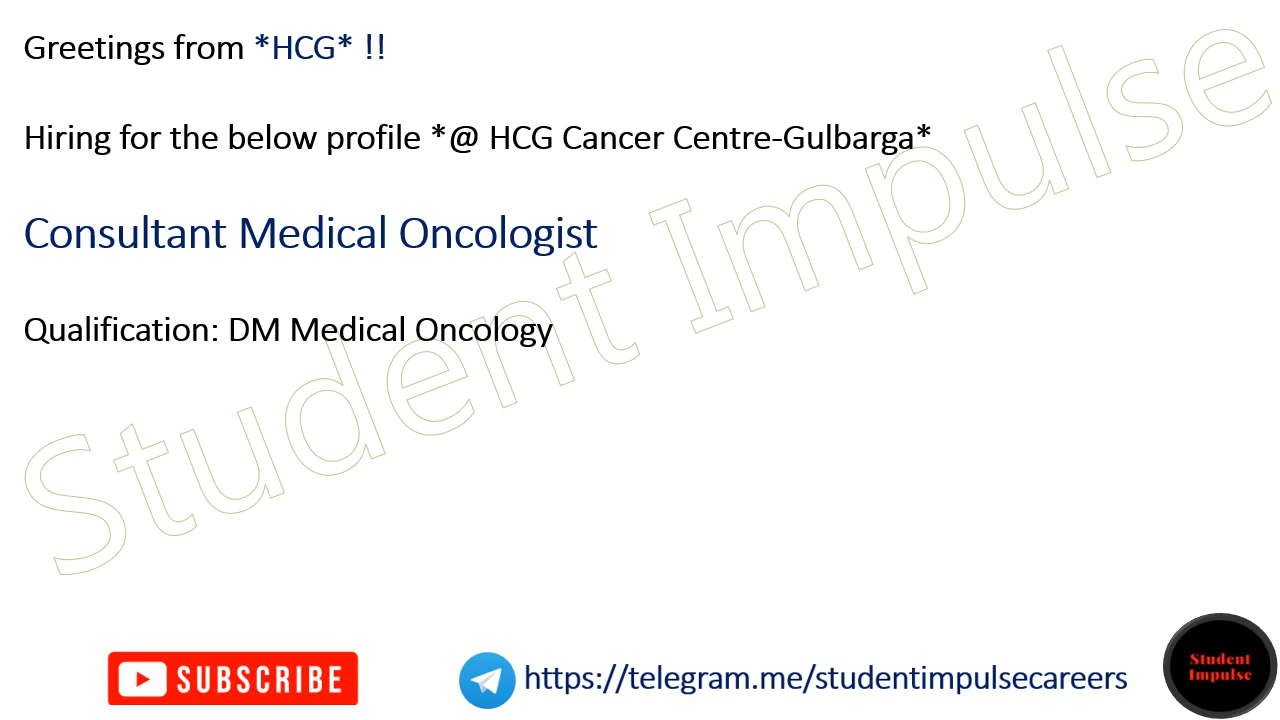 Greetings from *HCG* !!
Hiring for the below profile *@ HCG Cancer Centre-Gulbarga*
Consultant Medical Oncologist
Qualification: DM Medical Oncology
Student Impulse
SUBSCRIBE
https://telegram.me/studentimpulsecareers
Student
Impulse